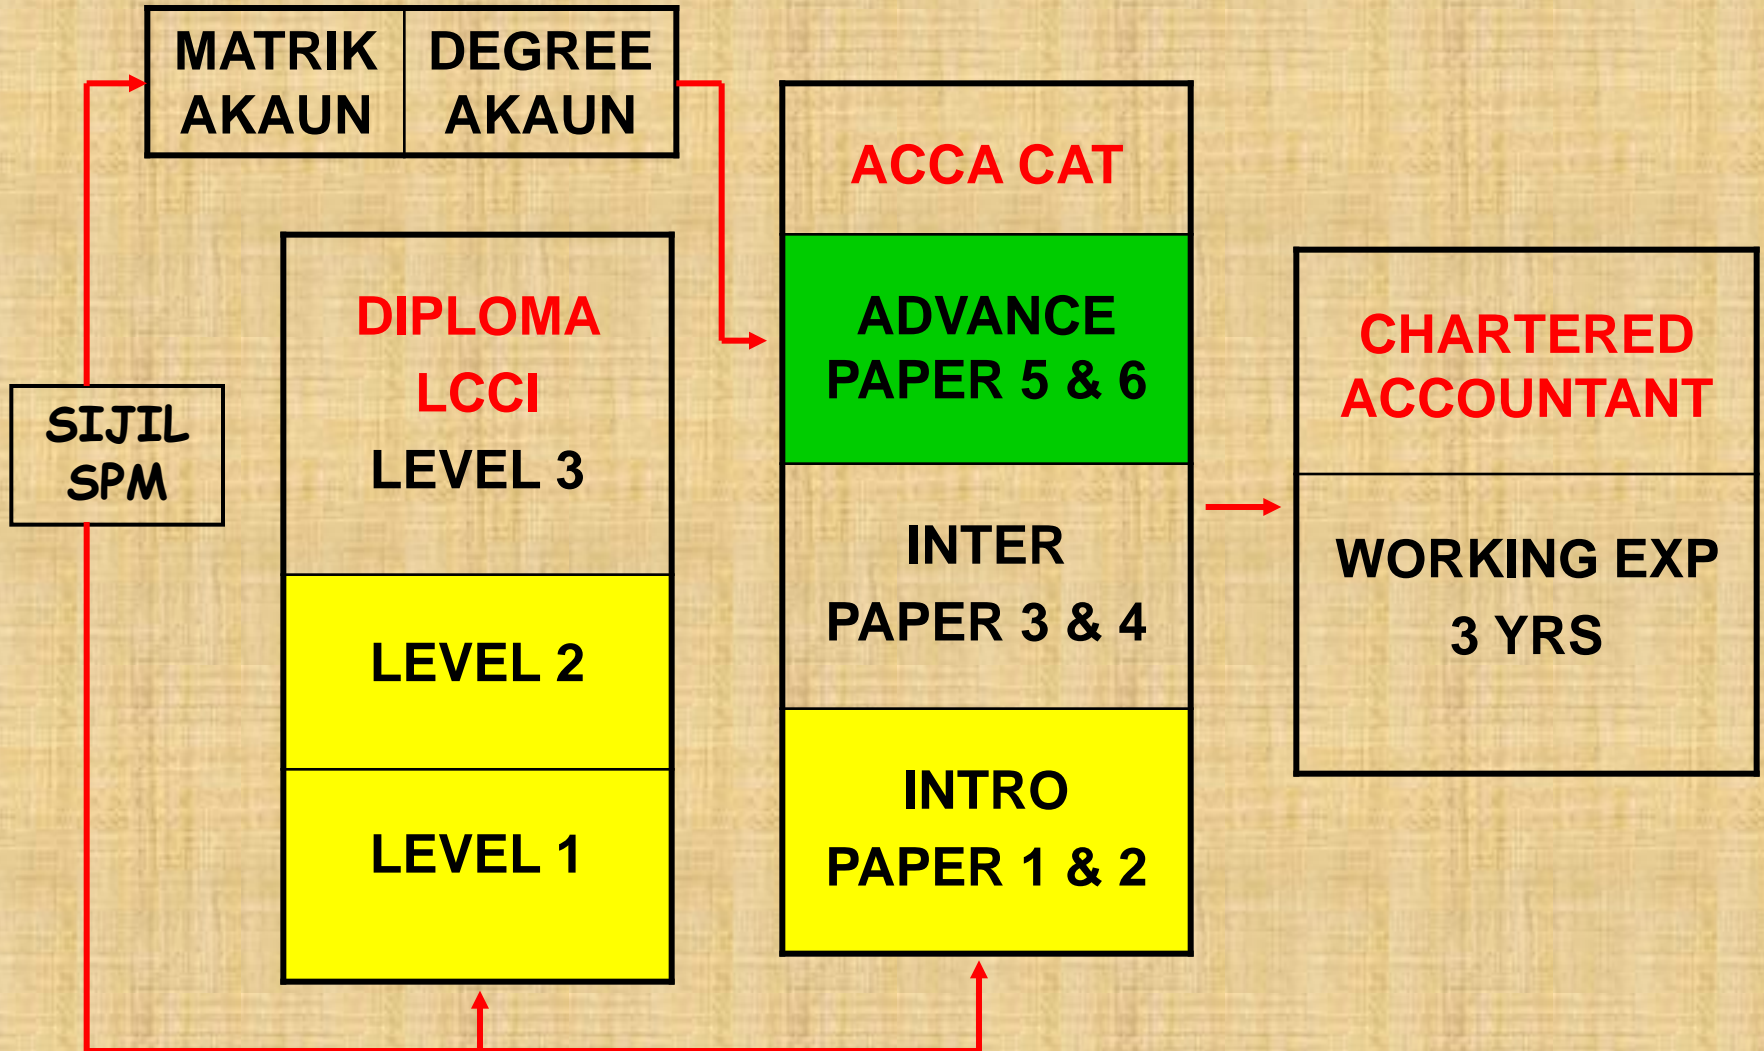 MATRIK
AKAUN
DEGREE
AKAUN
SIJIL
SPM
DIPLOMA
LCCI
LEVEL 3
LEVEL 2
LEVEL 1
ACCA CAT
ADVANCE
PAPER 5 & 6
INTER
PAPER 3 & 4
INTRO
PAPER 1 & 2
CHARTERED
ACCOUNTANT
WORKING EXP
3 YRS